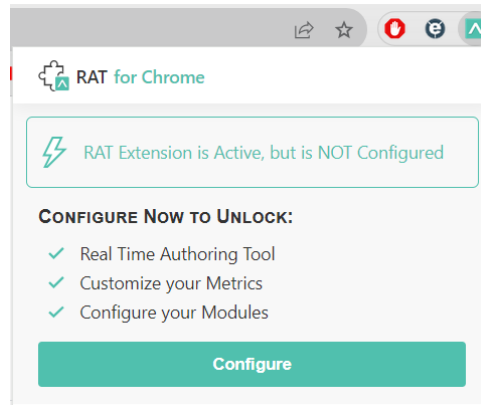 RAT for Chrome
RAT Extension is Active, but is NOT Configured
CONFIGURE NOW TO UNLOCK:
Real Time Authoring Tool
Customize your Metrics
Configure your Modules
Configure